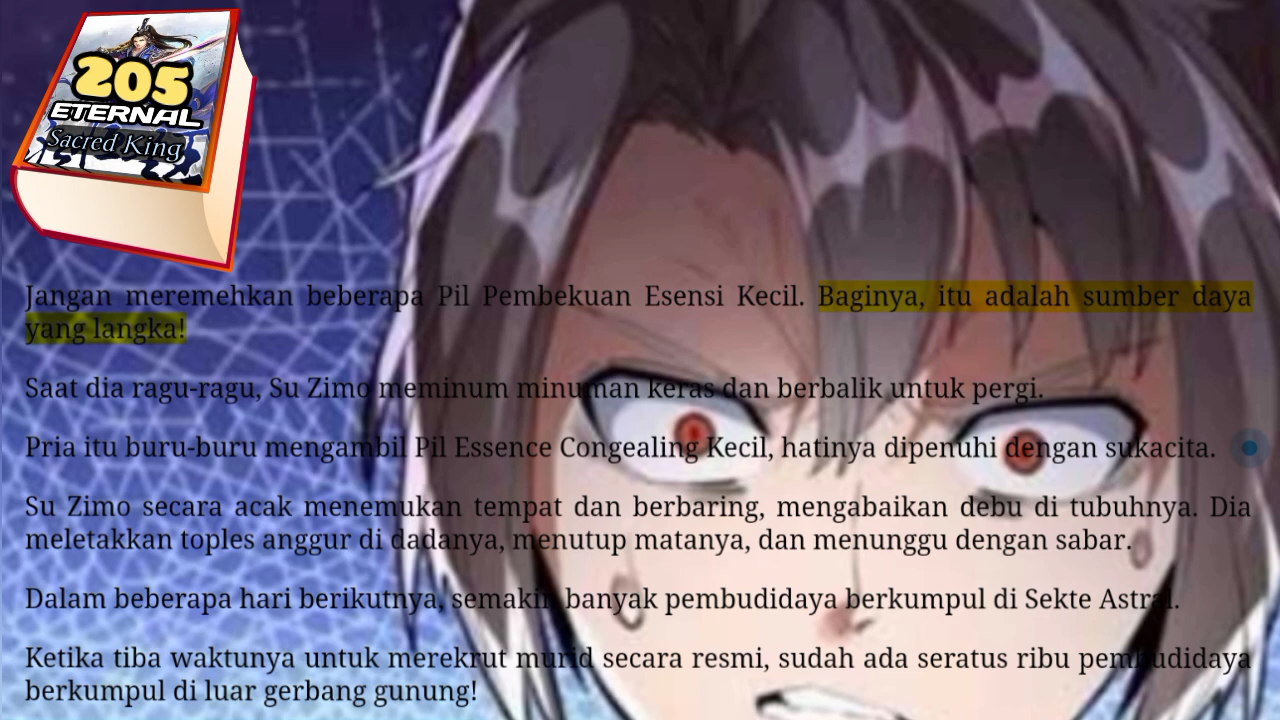 205
ETERNAL
Sacred King
Jangan meremehkan beberapa Pil Pembekuan Esensi Kecil. Baginya, itu adalah sumber daya
yang langka!
Saat dia ragu-ragu, Su Zimo meminum minuman keras dan berbalik untuk pergi.
Pria itu buru-buru mengambil Pil Essence Congealing Kecil, hatinya dipenuhi dengan sukacita.
Su Zimo secara acak menemukan tempat dan berbaring, mengabaikan debu di tubuhnya. Dia
meletakkan toples anggur di dadanya, menutup matanya, dan menunggu dengan sabar.
Dalam beberapa hari berikutnya, semakin banyak pembudidaya berkumpul di Sekte Astral.
Ketika tiba waktunya untuk merekrut murid secara resmi, sudah ada seratus ribu pembudidaya
berkumpul di luar gerbang gunung!